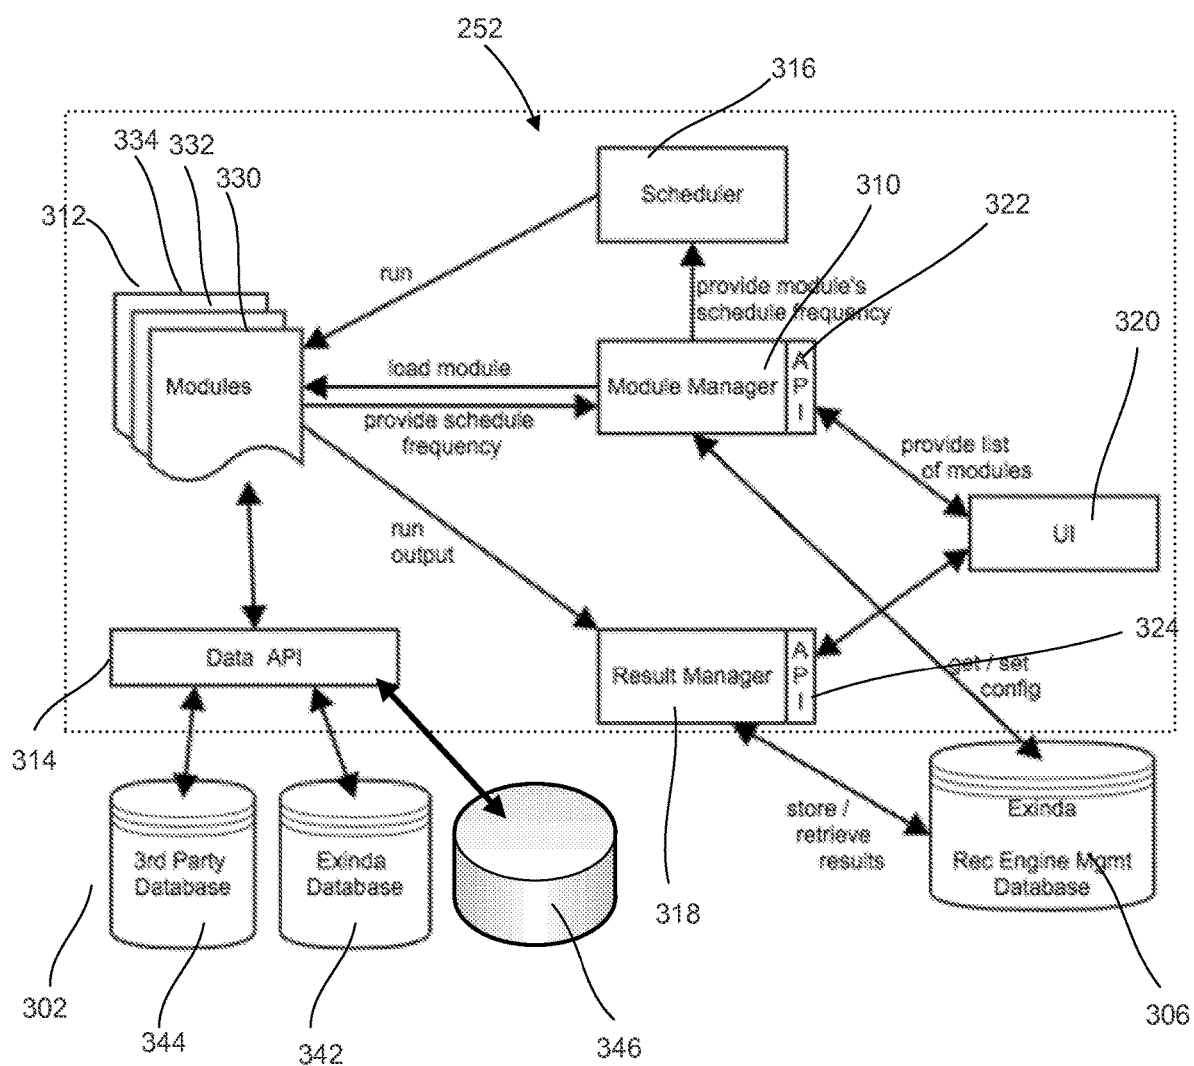 252
316
334
332
330
312
Scheduler
310
322
run
provide module's
schedule frequency
320
load module
Modules
Module Manager
API
provide schedule
frequency
provide list
of modules
UI
run
output
324
Data API
Result Manager
API
get / set
config
314
store /
retrieve
results
Exinda
Rec Engine Mgmt
Database
3rd Party
Database
Exinda
Database
318
302
344
342
346
306